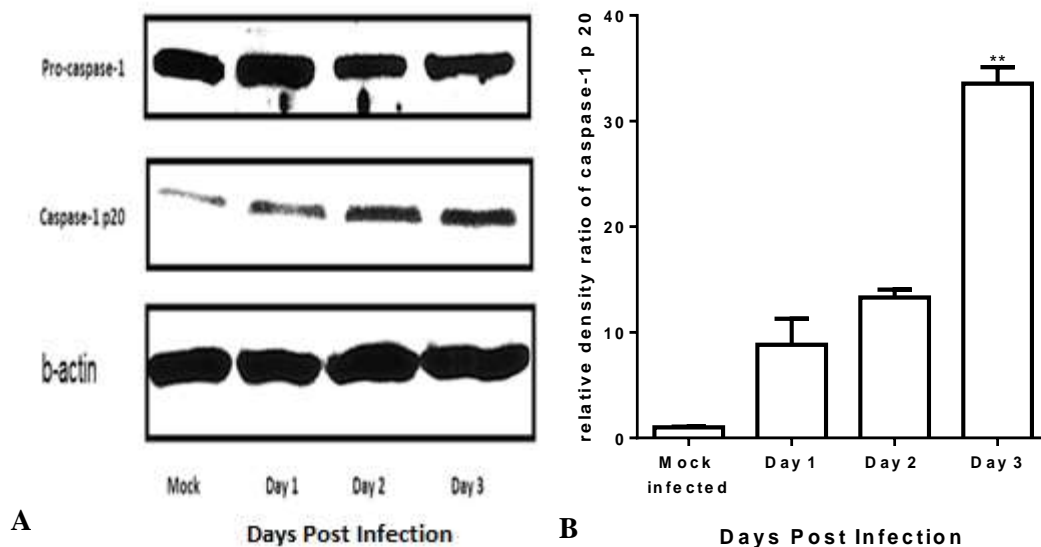 Pro-caspase-1
Caspase-1 p20
b-actin
Mock
Day 1
Day 2
Day 3
Days Post Infection
A
relative density ratio of caspase-1 p 20
40
30
20
10
0
**
Mock infected
Day 1
Day 2
Day 3
Days Post Infection
B